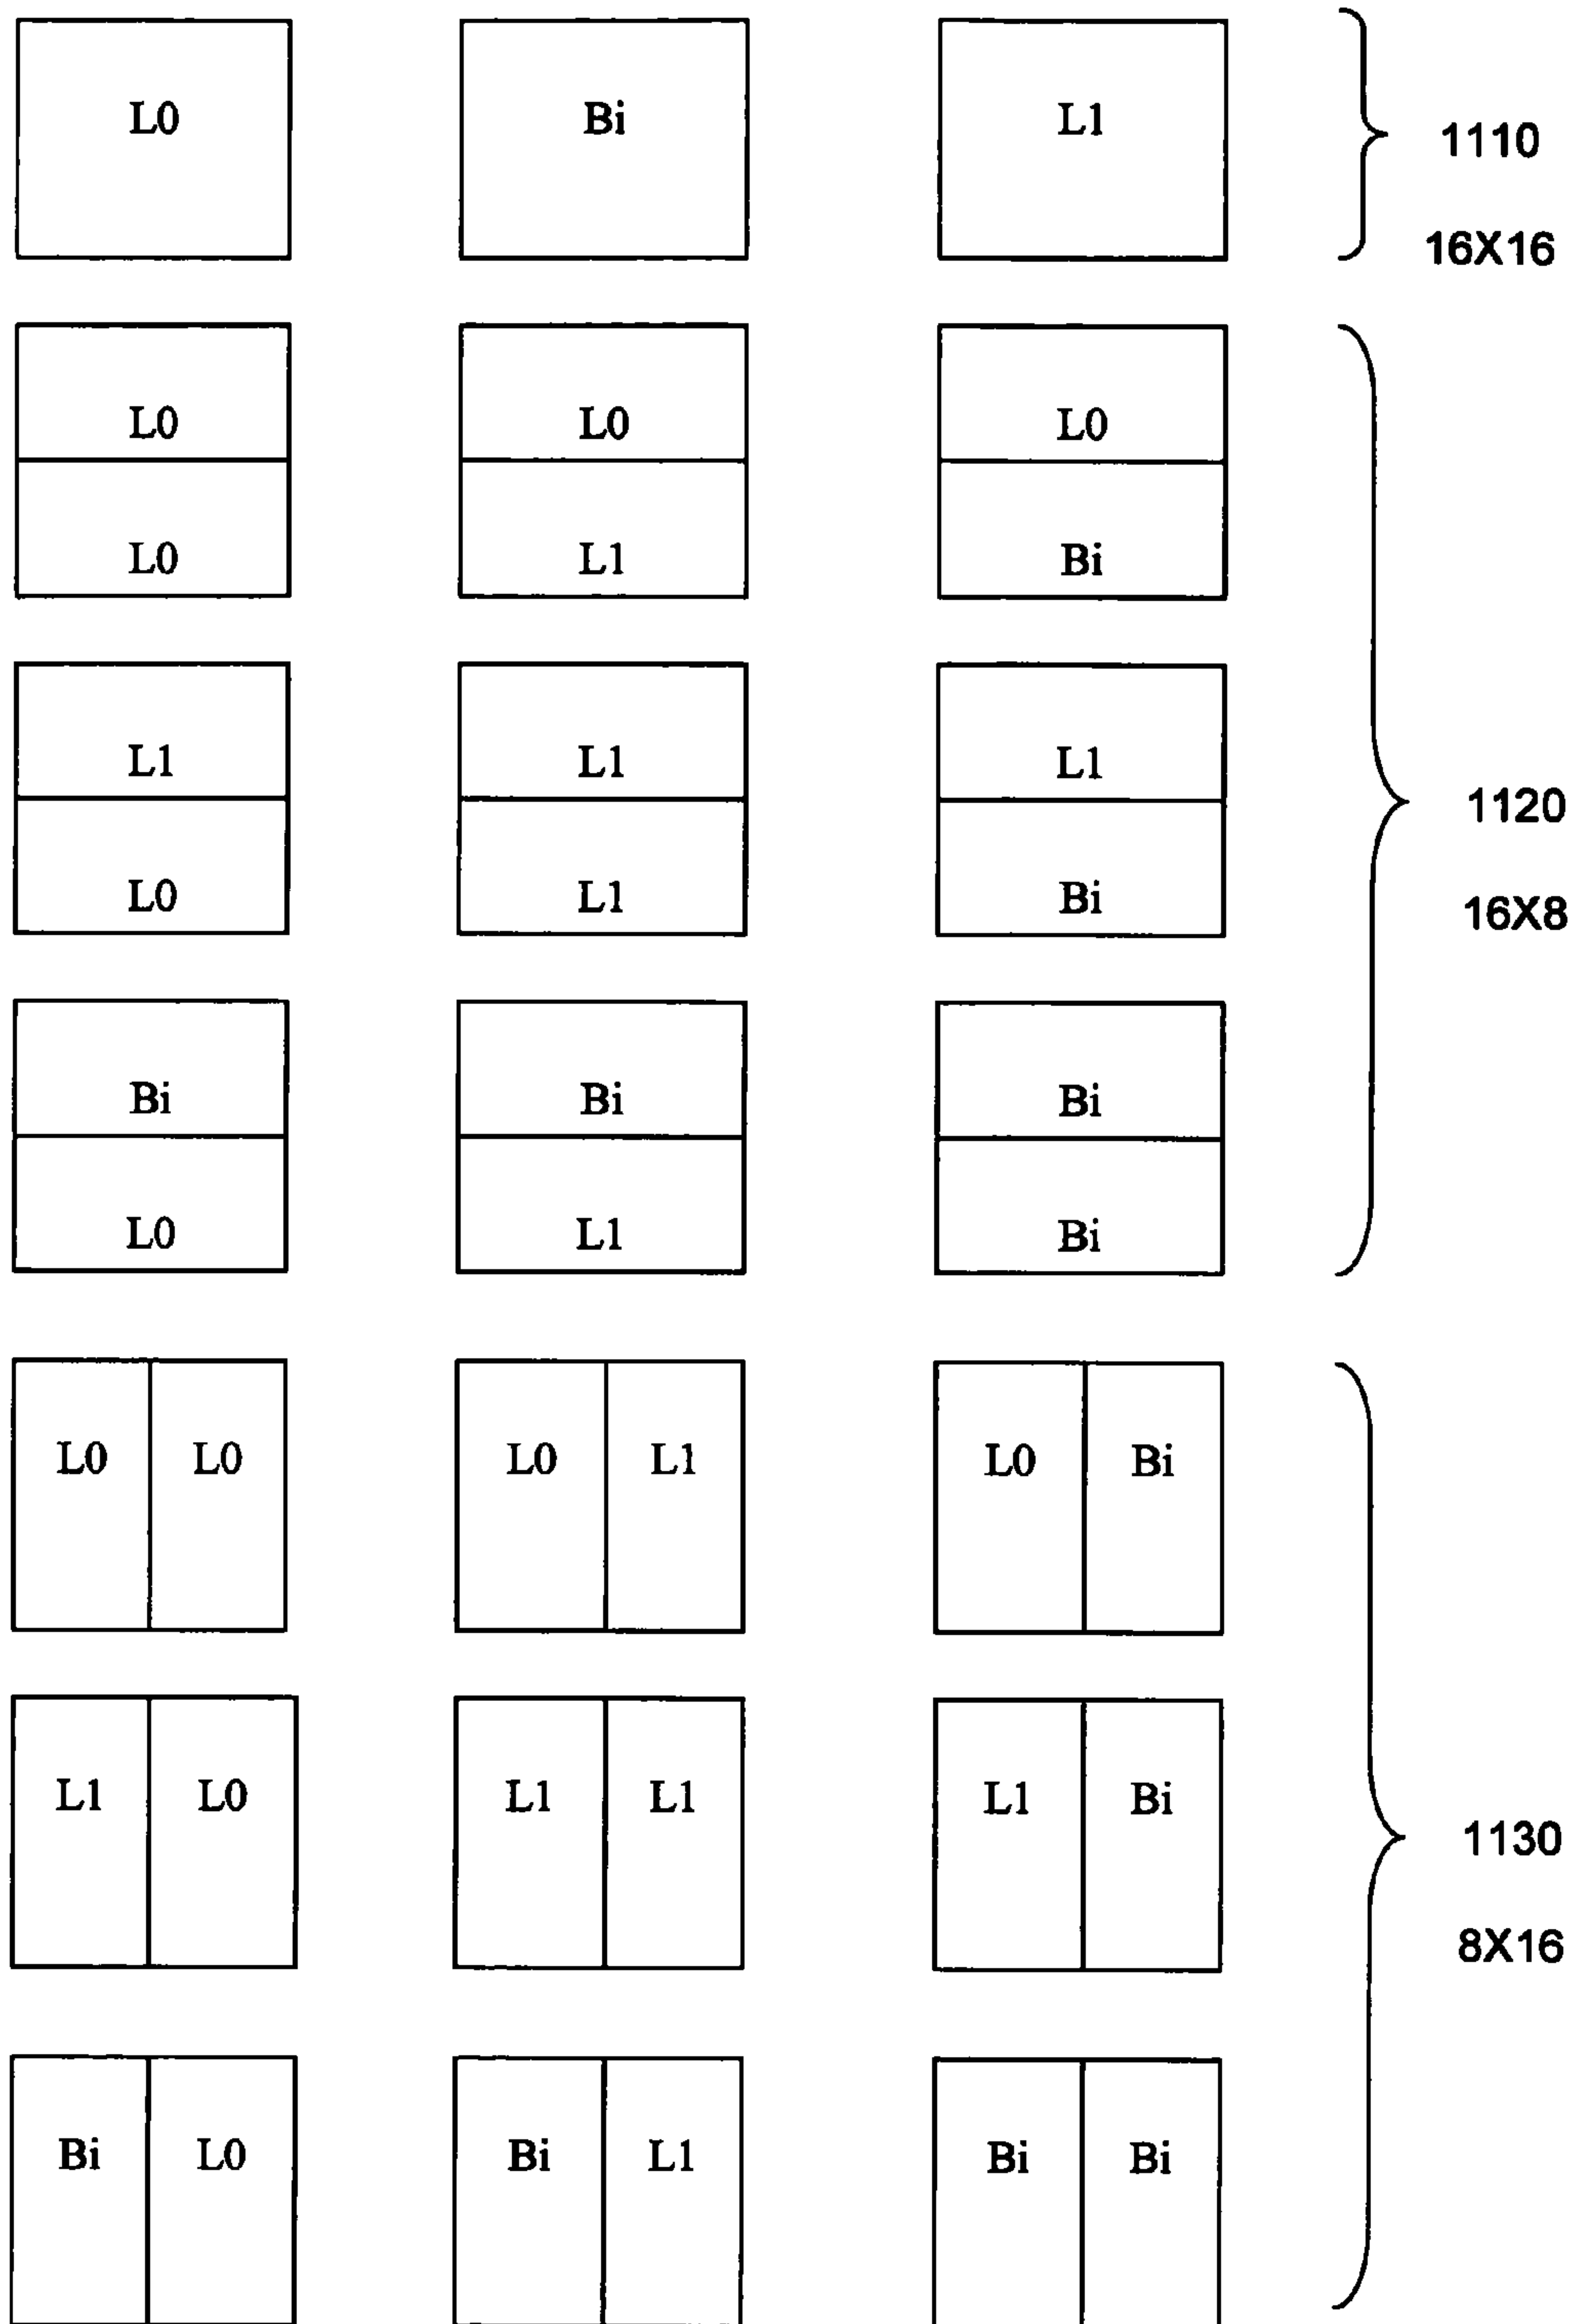 L0 Bi L1 1110
16X16
L0 L0 L0
L0 L1 Bi
L1 L1 L1
1120
L0 L1 Bi
16X8
Bi Bi Bi
L0 L1 Bi
L0 L0 L0 L1 L0 Bi
L1 L0 L1 L1 L1 Bi
1130
8X16
Bi L0 Bi L1 Bi Bi